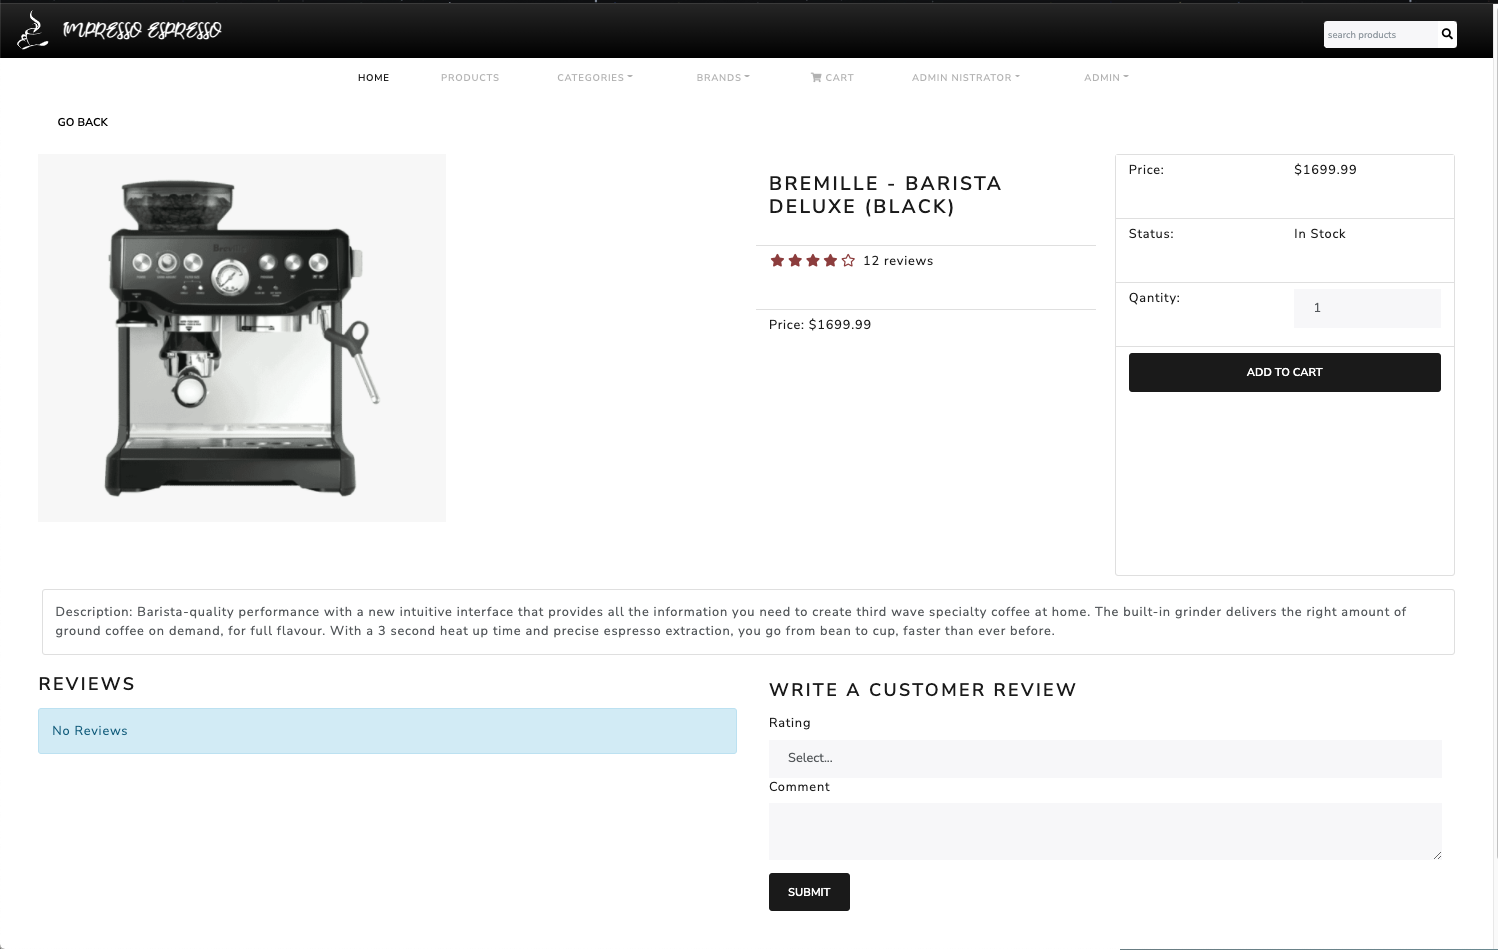 IMPRESSO ESPRESSO
search products
HOME PRODUCTS CATEGORIES BRANDS CART ADMIN NISTRATOR ADMIN
GO BACK
BREMILLE - BARISTA
DELUXE (BLACK)
12 reviews
Price: $1699.99
Price: $1699.99
Status: In Stock
Qantity: 1
ADD TO CART
Description: Barista-quality performance with a new intuitive interface that provides all the information you need to create third wave specialty coffee at home. The built-in grinder delivers the right amount of
ground coffee on demand, for full flavour. With a 3 second heat up time and precise espresso extraction, you go from bean to cup, faster than ever before.
REVIEWS
No Reviews
WRITE A CUSTOMER REVIEW
Rating
Select...
Comment
SUBMIT